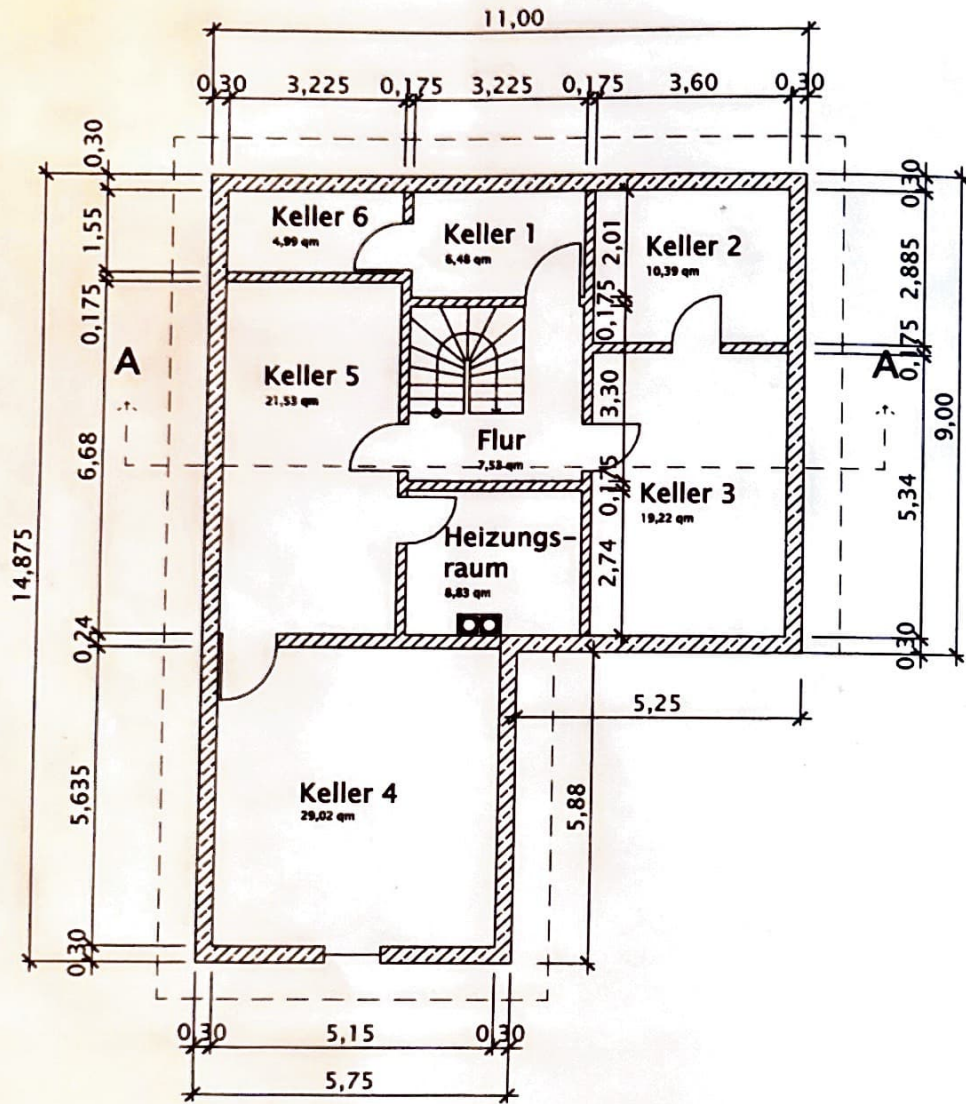 11,00
0,30 3,225 0,175 3,225 0,175 3,60 0,30
0,30
1,55
0,175
6,68
0,24
5,635
0,30
14,875
Keller 6
4,99 qm
Keller 1
6,48 qm
Keller 2
10,39 qm
2,01
0,175
3,30
0,175
2,74
0,30
2,885
0,175
5,34
0,30
9,00
A
A
Keller 5
21,53 qm
Flur
7,53 qm
Keller 3
19,22 qm
Heizungs-
raum
8,83 qm
5,25
5,88
Keller 4
29,02 qm
0,30 5,15 0,30
5,75